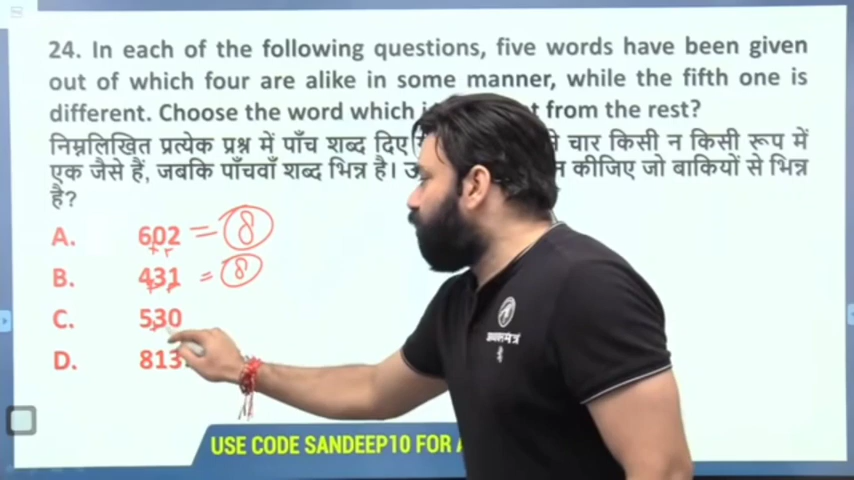 24. In each of the following questions, five words have been given
out of which four are alike in some manner, while the fifth one is
different. Choose the word which from the rest?
निम्नलिखित प्रत्येक प्रश्न में पाँच शब्द दिए चार किसी न किसी रूप में
एक जैसे हैं, जबकि पाँचवाँ शब्द भिन्न है। कीजिए जो बाकियों से भिन्न
है?
A. 602 = 8
B. 431 = 8
C. 530
D. 813
USE CODE SANDEEP10 FOR